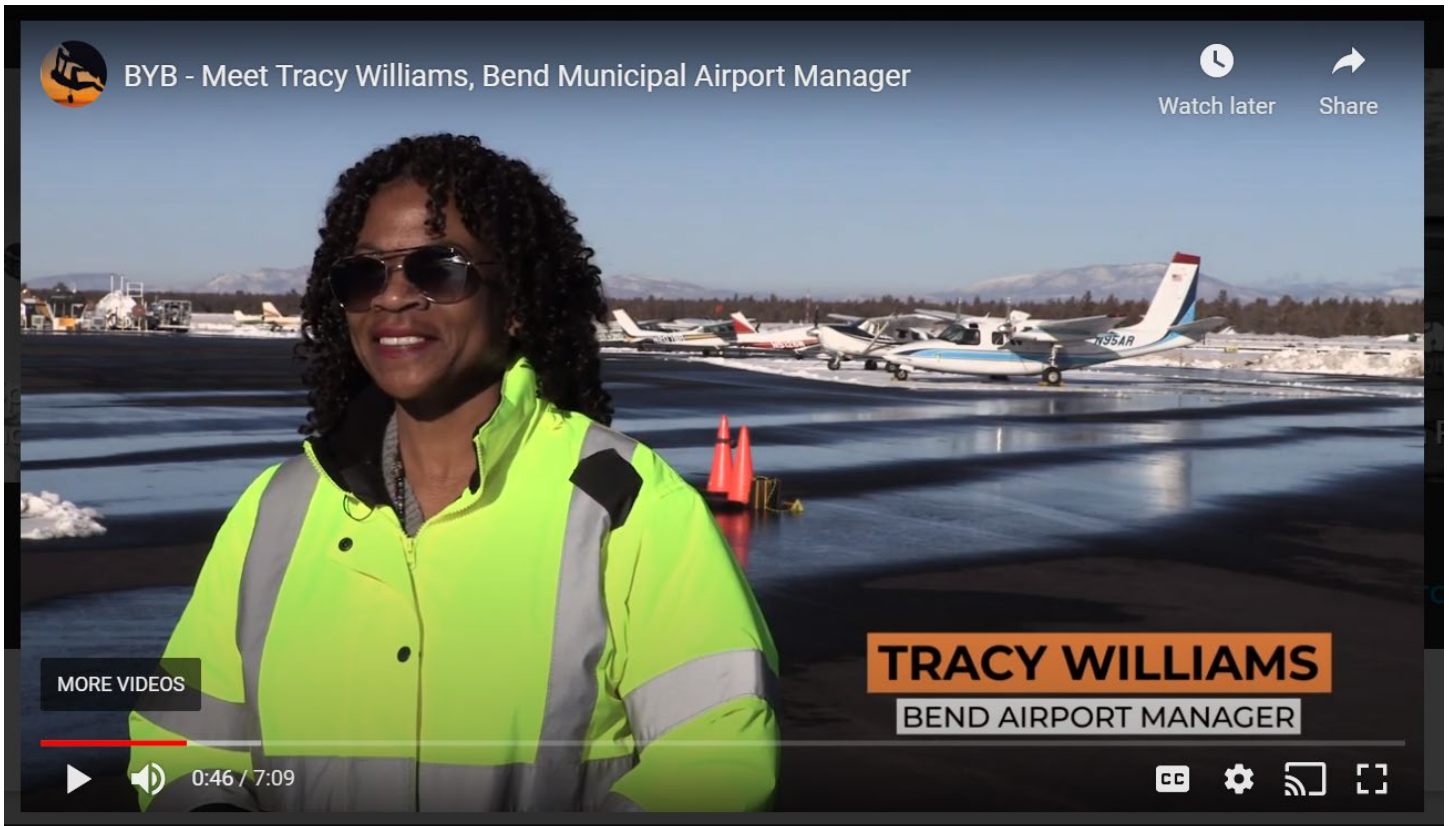 BYB - Meet Tracy Williams, Bend Municipal Airport Manager
Watch later
Share
N95AR
TRACY WILLIAMS
BEND AIRPORT MANAGER
MORE VIDEOS
0:46 / 7:09
CC